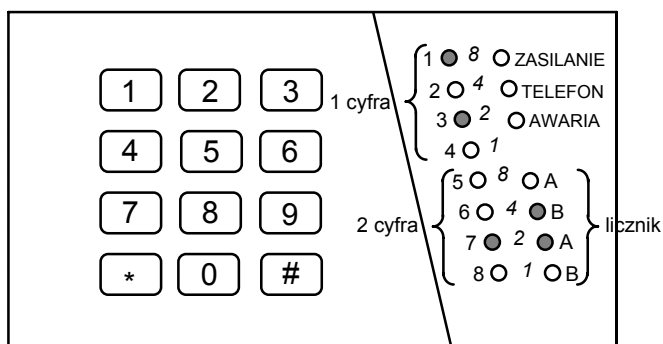 1 8 ZASILANIE
1 2 3
1 cyfra
2 4 TELEFON
3 2 AWARIA
4 5 6
4 1
5 8 A
7 8 9
2 cyfra
6 4 B
licznik
7 2 A
* 0 #
8 1 B